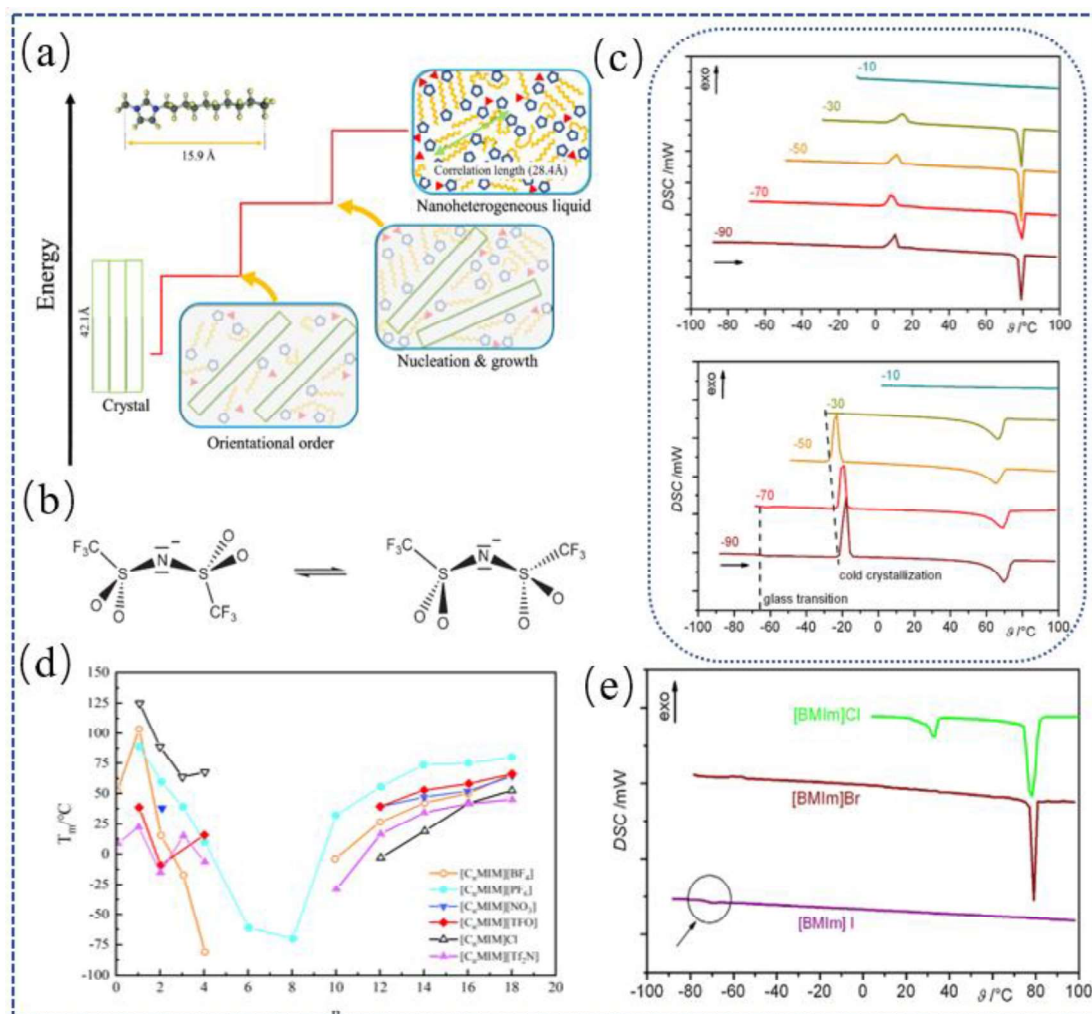 (a)
15.9 Å
Energy
42.1Å
Crystal
Correlation length (28.4Å)
Nanoheterogeneous liquid
Nucleation & growth
Orientational order
(b)
F₃C
S
N
S
O
O
O
O
CF₃
F₃C
S
N
S
CF₃
O
O
O
O
(c)
exo
DSC /mW
-10
-30
-50
-70
-90
-100 -80 -60 -40 -20 0 20 40 60 80 100
ϑ /°C
exo
DSC /mW
-10
-30
-50
-70
-90
cold crystallization
glass transition
-100 -80 -60 -40 -20 0 20 40 60 80 100
ϑ /°C
(d)
Tm/°C
150
125
100
75
50
25
0
-25
-50
-75
-100
0 2 4 6 8 10 12 14 16 18 20
n
[CnMIM][BF₄]
[CnMIM][PF₆]
[CnMIM][NO₃]
[CnMIM][TFO]
[CnMIM]Cl
[CnMIM][Tf₂N]
(e)
exo
DSC /mW
[BMIm]Cl
[BMIm]Br
[BMIm] I
-100 -80 -60 -40 -20 0 20 40 60 80 100
ϑ /°C